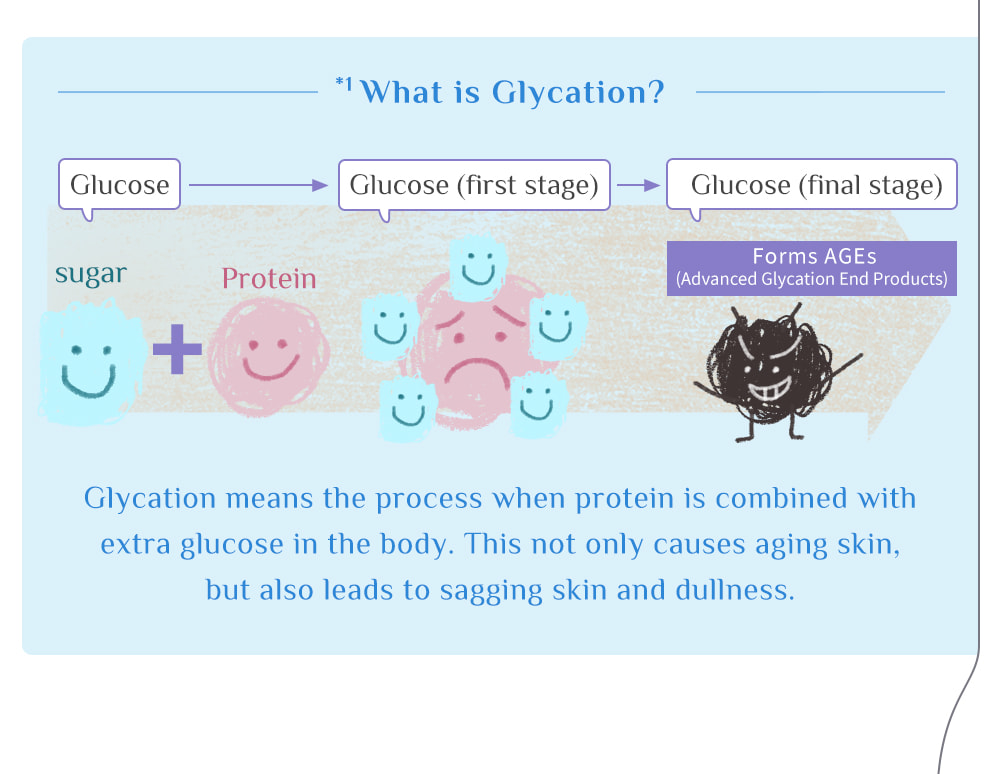 *1 What is Glycation?
Glucose
Glucose (first stage)
Glucose (final stage)
Forms AGEs
(Advanced Glycation End Products)
sugar
Protein
Glycation means the process when protein is combined with
extra glucose in the body. This not only causes aging skin,
but also leads to sagging skin and dullness.